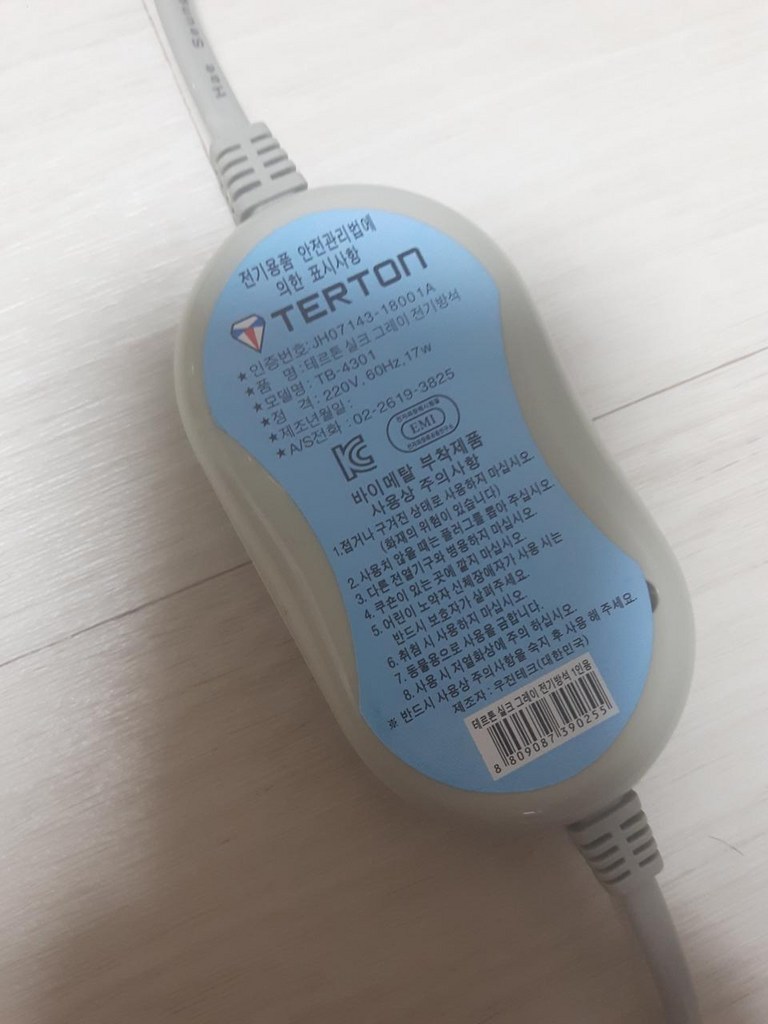 Hae Sun
전기용품 안전관리법에
의한 표시사항
TERTON
★인증번호:JH07143-18001A
★품 명:테르톤 실크 그레이 전기방석
★모델명:TB-4301
★정 격:220V, 60Hz,17w
★제조년월일:
★A/S전화:02-2619-3825
EMI
바이메탈 부착제품
사용상 주의사항
1.접거나 구겨진 상태로 사용하지 마십시오.
(화재의 위험이 있습니다)
2. 사용치 않을 때는 플러그를 뽑아 주십시오.
3. 다른 전열기구와 병용하지 마십시오.
4. 쿠숀이 있는 곳에 깔지 마십시오.
5. 어린이 노약자 신체장애자가 사용 시는
반드시 보호자가 살펴주세요.
6. 취침 시 사용하지 마십시오.
7. 동물용으로 사용을 금합니다.
8. 사용 시 저열화상에 주의 하십시오.
※ 반드시 사용상 주의사항을 숙지 후 사용 해 주세요.
제조자 : 우진테크(대한민국)
테르톤 실크 그레이 전기방석 1인용
8 809087 390255